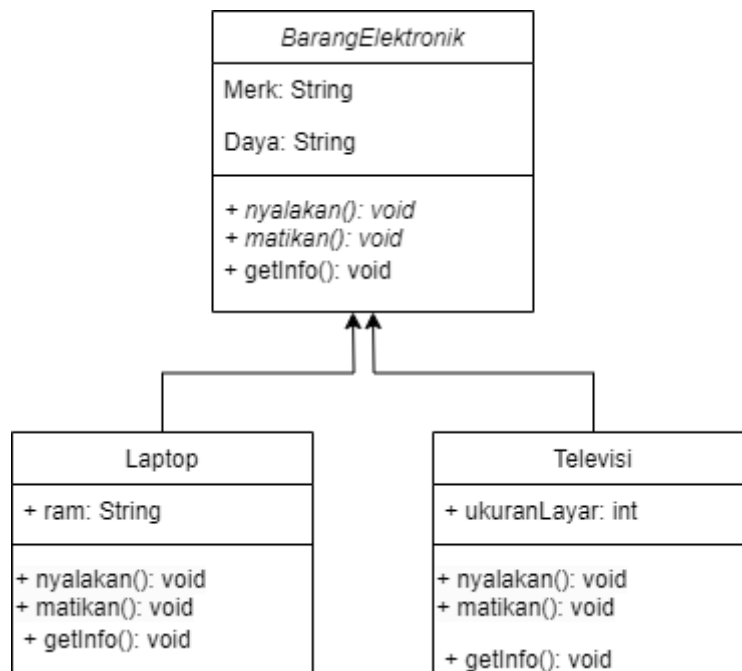 BarangElektronik
Merk: String
Daya: String
+ nyalakan(): void
+ matikan(): void
+ getInfo(): void
Laptop
+ ram: String
+ nyalakan(): void
+ matikan(): void
+ getInfo(): void
Televisi
+ ukuranLayar: int
+ nyalakan(): void
+ matikan(): void
+ getInfo(): void